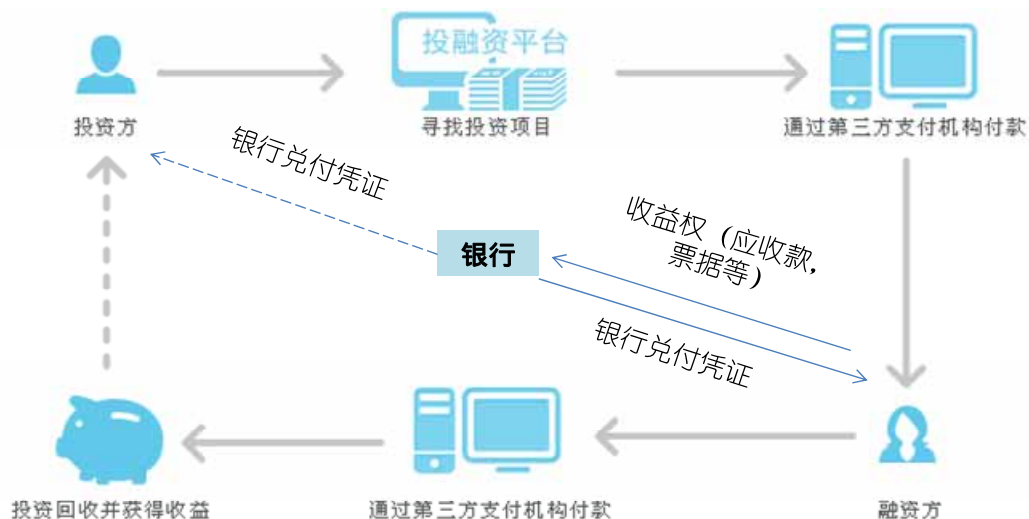 投融资平台
投资方
寻找投资项目
通过第三方支付机构付款
银行兑付凭证
收益权（应收款，
票据等）
银行
银行兑付凭证
投资回收并获得收益
通过第三方支付机构付款
融资方